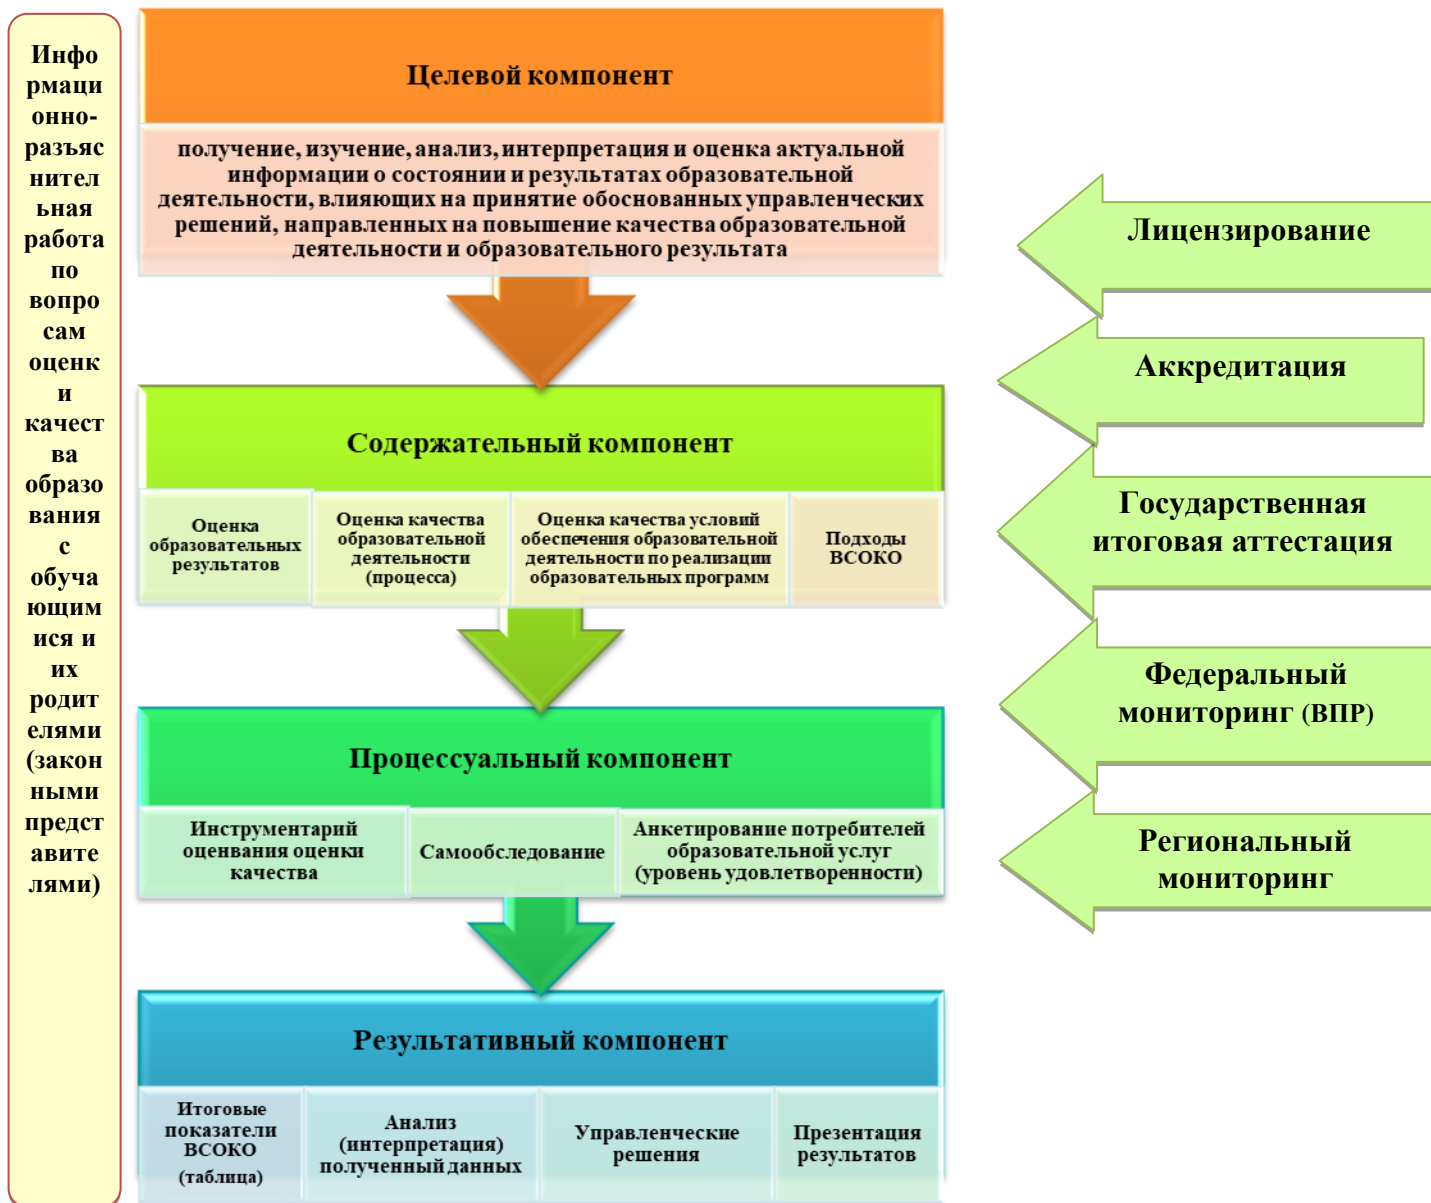 Инфо
рмаци
онно-
разъяс
нител
ьная
работа
по
вопро
сам
оценк
и
качест
ва
образо
вания
с
обуча
ющим
ися и
их
родит
елями
(закон
ными
предст
авите
лями)
Целевой компонент
получение, изучение, анализ, интерпретация и оценка актуальной
информации о состоянии и результатах образовательной
деятельности, влияющих на принятие обоснованных управленческих
решений, направленных на повышение качества образовательной
деятельности и образовательного результата
Содержательный компонент
Оценка
образовательных
результатов
Оценка качества
образовательной
деятельности
(процесса)
Оценка качества условий
обеспечения образовательной
деятельности по реализации
образовательных программ
Подходы
ВСОКО
Процессуальный компонент
Инструментарий
оценвания оценки
качества
Самообследование
Анкетирование потребителей
образовательной услуг
(уровень удовлетворенности)
Результативный компонент
Итоговые
показатели
ВСОКО
(таблица)
Анализ
(интерпретация)
полученный данных
Управленческие
решения
Презентация
результатов
Лицензирование
Аккредитация
Государственная
итоговая аттестация
Федеральный
мониторинг (ВПР)
Региональный
мониторинг